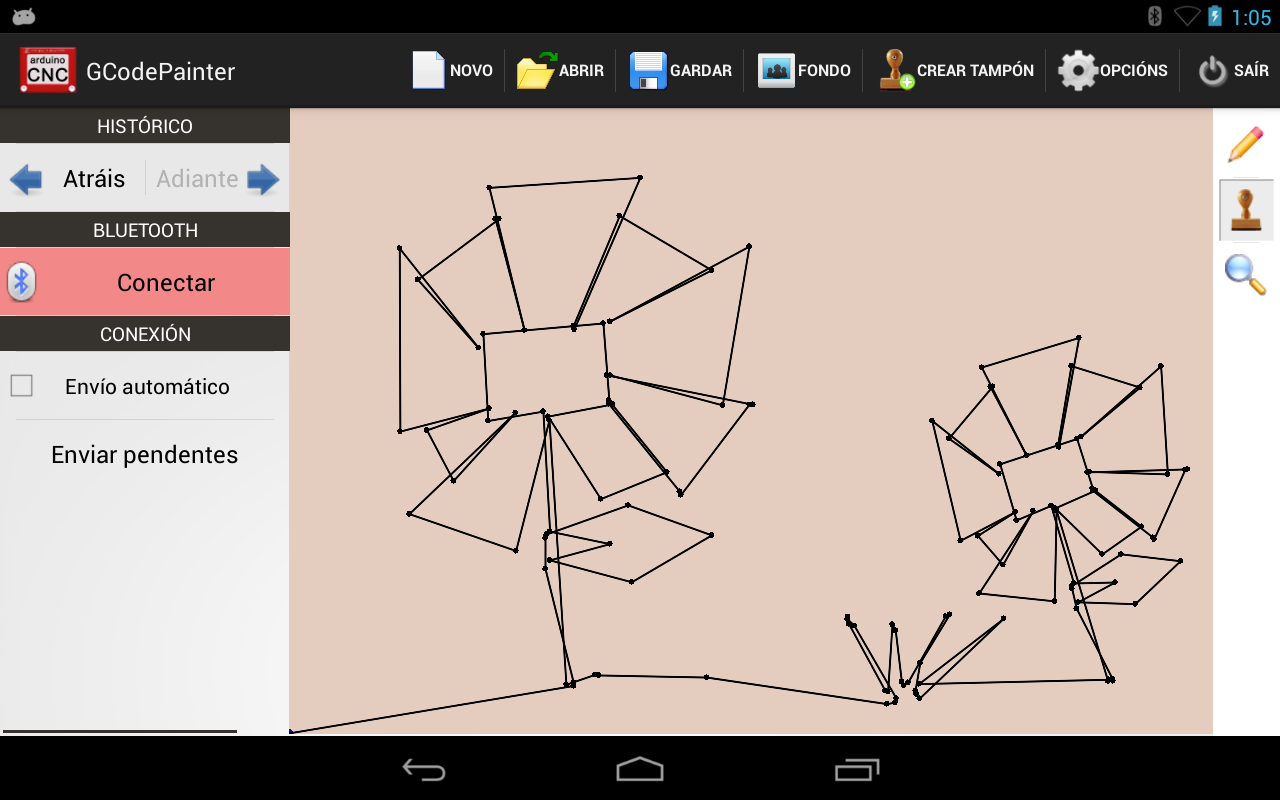 1:05
arduino
CNC
GCodePainter
NOVO
ABRIR
GARDAR
FONDO
CREAR TAMPÓN
OPCIÓNS
SAÍR
HISTÓRICO
Atráis
Adiante
BLUETOOTH
Conectar
CONEXIÓN
Envío automático
Enviar pendentes